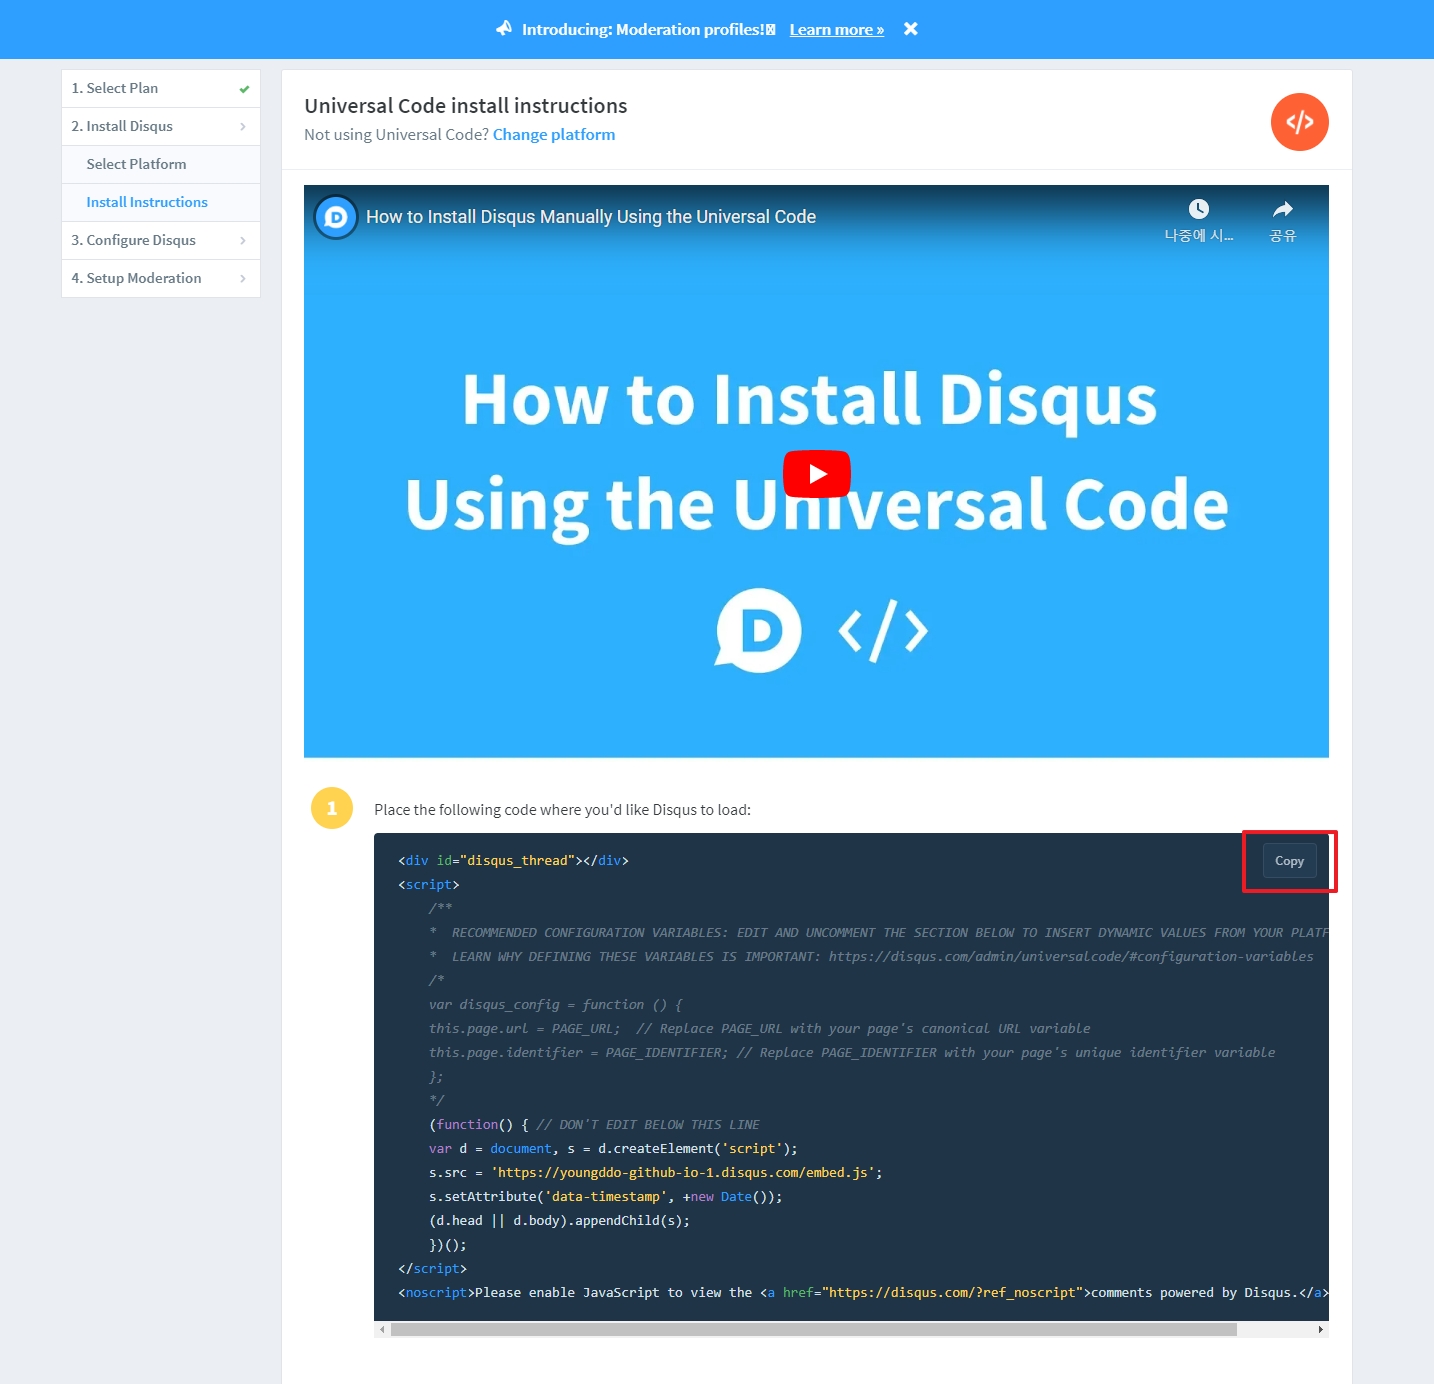 Introducing: Moderation profiles! Learn more »
1. Select Plan
2. Install Disqus
Select Platform
Install Instructions
3. Configure Disqus
4. Setup Moderation
Universal Code install instructions
Not using Universal Code? Change platform
</>
How to Install Disqus Manually Using the Universal Code
나중에 시...
공유
How to Install Disqus
Using the Universal Code
D </>
1
Place the following code where you'd like Disqus to load:
Copy
<div id="disqus_thread"></div>
<script>
/**
*  RECOMMENDED CONFIGURATION VARIABLES: EDIT AND UNCOMMENT THE SECTION BELOW TO INSERT DYNAMIC VALUES FROM YOUR PLATF
*  LEARN WHY DEFINING THESE VARIABLES IS IMPORTANT: https://disqus.com/admin/universalcode/#configuration-variables
/*
var disqus_config = function () {
this.page.url = PAGE_URL;  // Replace PAGE_URL with your page's canonical URL variable
this.page.identifier = PAGE_IDENTIFIER; // Replace PAGE_IDENTIFIER with your page's unique identifier variable
};
*/
(function() { // DON'T EDIT BELOW THIS LINE
var d = document, s = d.createElement('script');
s.src = 'https://youngddo-github-io-1.disqus.com/embed.js';
s.setAttribute('data-timestamp', +new Date());
(d.head || d.body).appendChild(s);
})();
</script>
<noscript>Please enable JavaScript to view the <a href="https://disqus.com/?ref_noscript">comments powered by Disqus.</a>